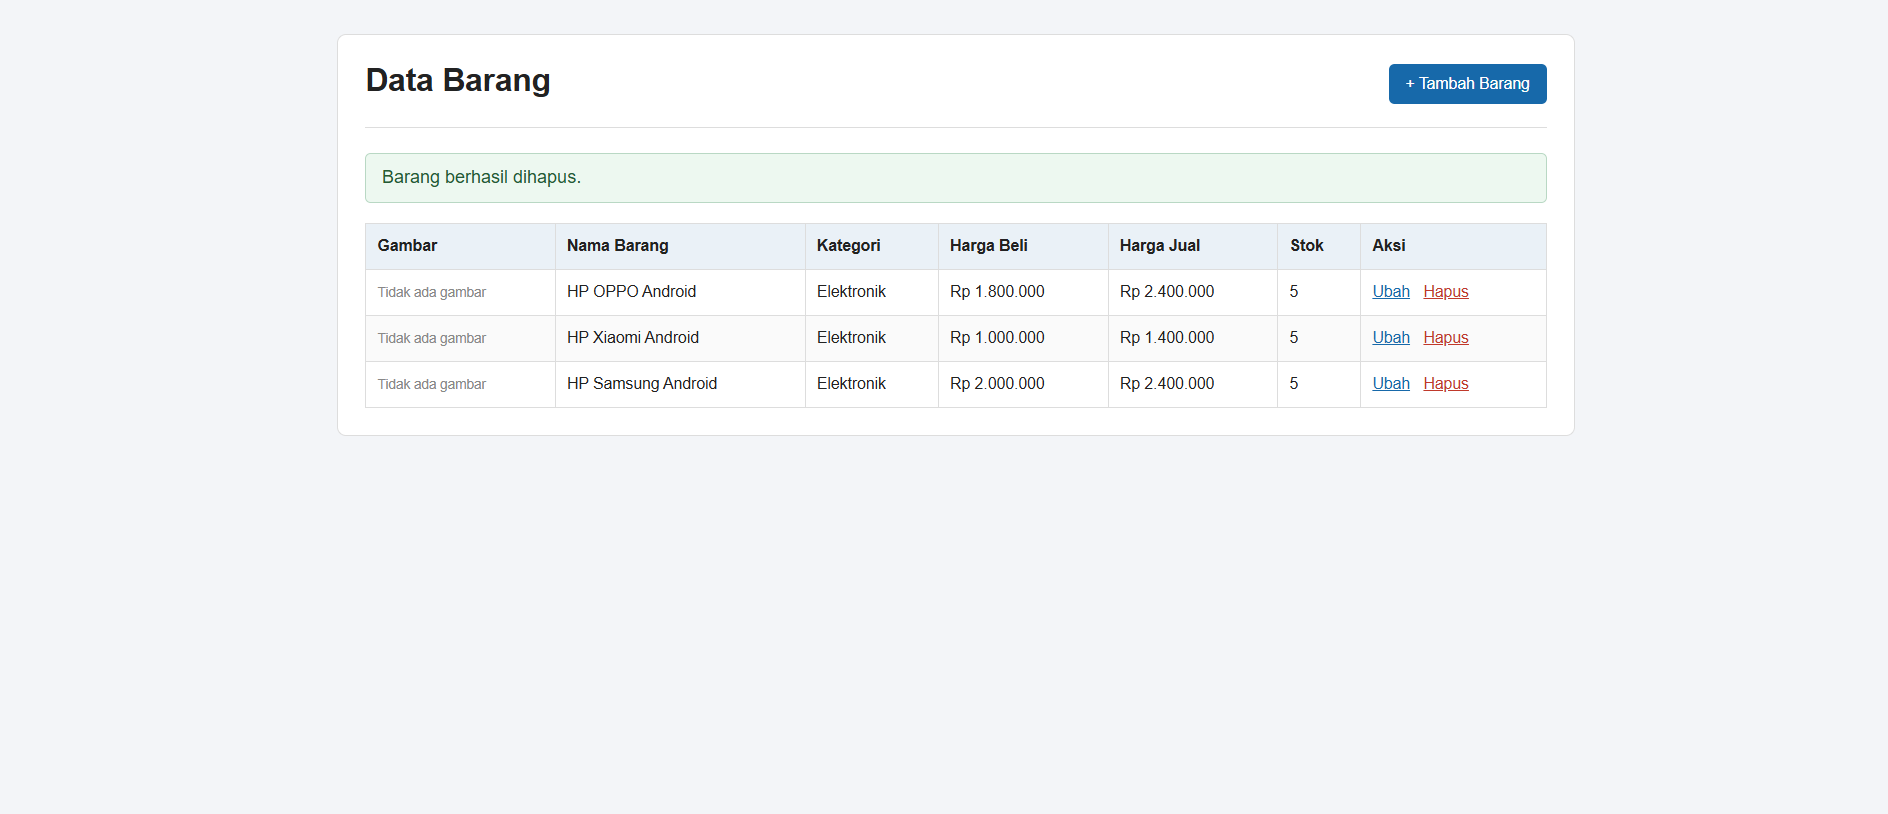 Data Barang
+ Tambah Barang
Barang berhasil dihapus.
Gambar Nama Barang Kategori Harga Beli Harga Jual Stok Aksi
Tidak ada gambar HP OPPO Android Elektronik Rp 1.800.000 Rp 2.400.000 5 Ubah Hapus
Tidak ada gambar HP Xiaomi Android Elektronik Rp 1.000.000 Rp 1.400.000 5 Ubah Hapus
Tidak ada gambar HP Samsung Android Elektronik Rp 2.000.000 Rp 2.400.000 5 Ubah Hapus